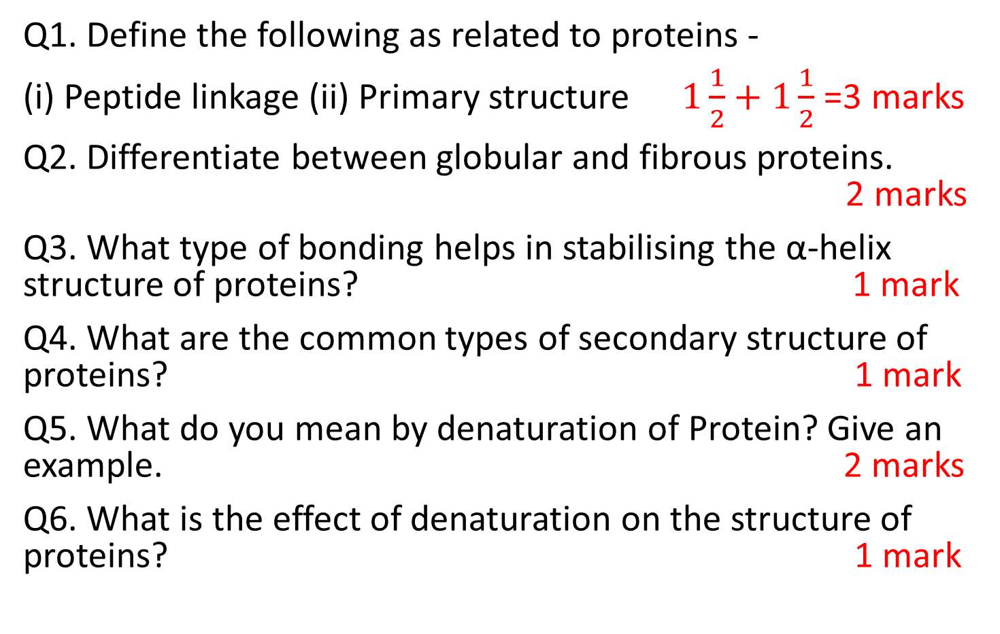 Q1. Define the following as related to proteins -
(i) Peptide linkage (ii) Primary structure 1 1/2 + 1 1/2 =3 marks
Q2. Differentiate between globular and fibrous proteins.
2 marks
Q3. What type of bonding helps in stabilising the α-helix
structure of proteins? 1 mark
Q4. What are the common types of secondary structure of
proteins? 1 mark
Q5. What do you mean by denaturation of Protein? Give an
example. 2 marks
Q6. What is the effect of denaturation on the structure of
proteins? 1 mark